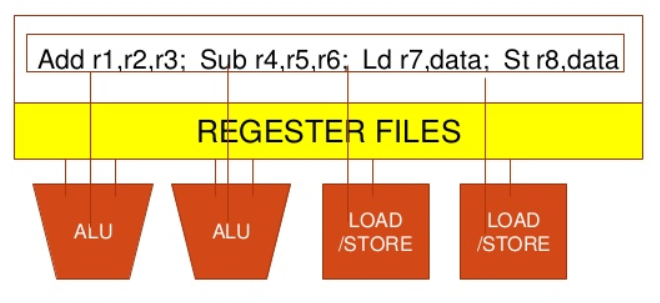 Add r1,r2,r3; Sub r4,r5,r6; Ld r7,data; St r8,data
REGESTER FILES
ALU
ALU
LOAD
/STORE
LOAD
/STORE